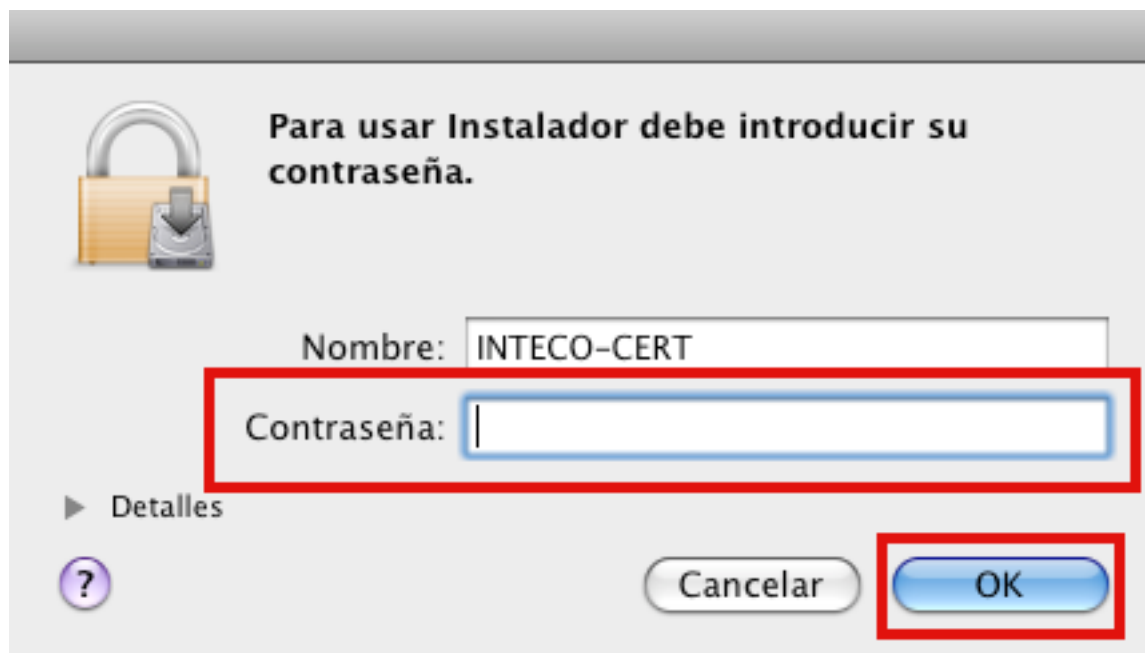 Para usar Instalador debe introducir su
contraseña.
Nombre: INTECO-CERT
Contraseña:
Detalles
? Cancelar OK